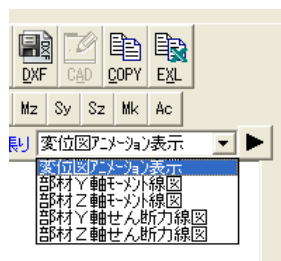 DXF CAD COPY EXL
Mz Sy Sz Mk Ac
り 変位図ｱﾆﾒｰｼｮﾝ表示
変位図ｱﾆﾒｰｼｮﾝ表示
部材Ｙ軸ﾓｰﾒﾝﾄ線図
部材Ｚ軸ﾓｰﾒﾝﾄ線図
部材Ｙ軸せん断力線図
部材Ｚ軸せん断力線図